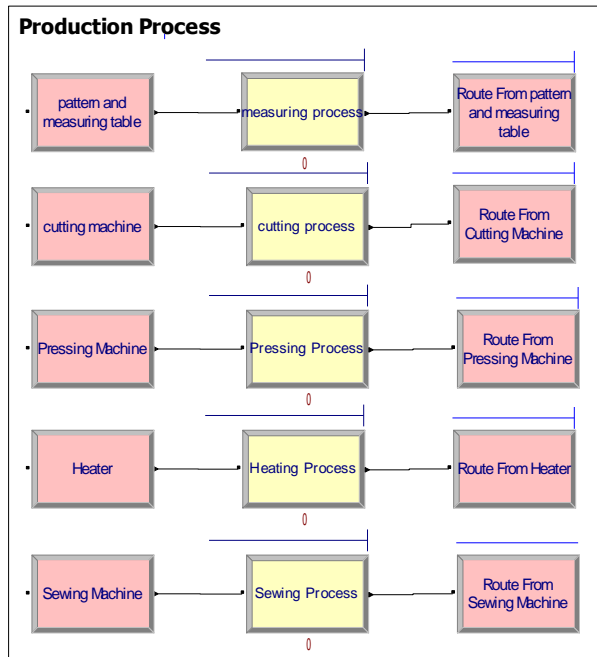 Production Process
pattern and
measuring table
measuring process
Route From pattern
and measuring
table
0
cutting machine
cutting process
Route From
Cutting Machine
0
Pressing Machine
Pressing Process
Route From
Pressing Machine
0
Heater
Heating Process
Route From Heater
0
Sewing Machine
Sewing Process
Route From
Sewing Machine
0